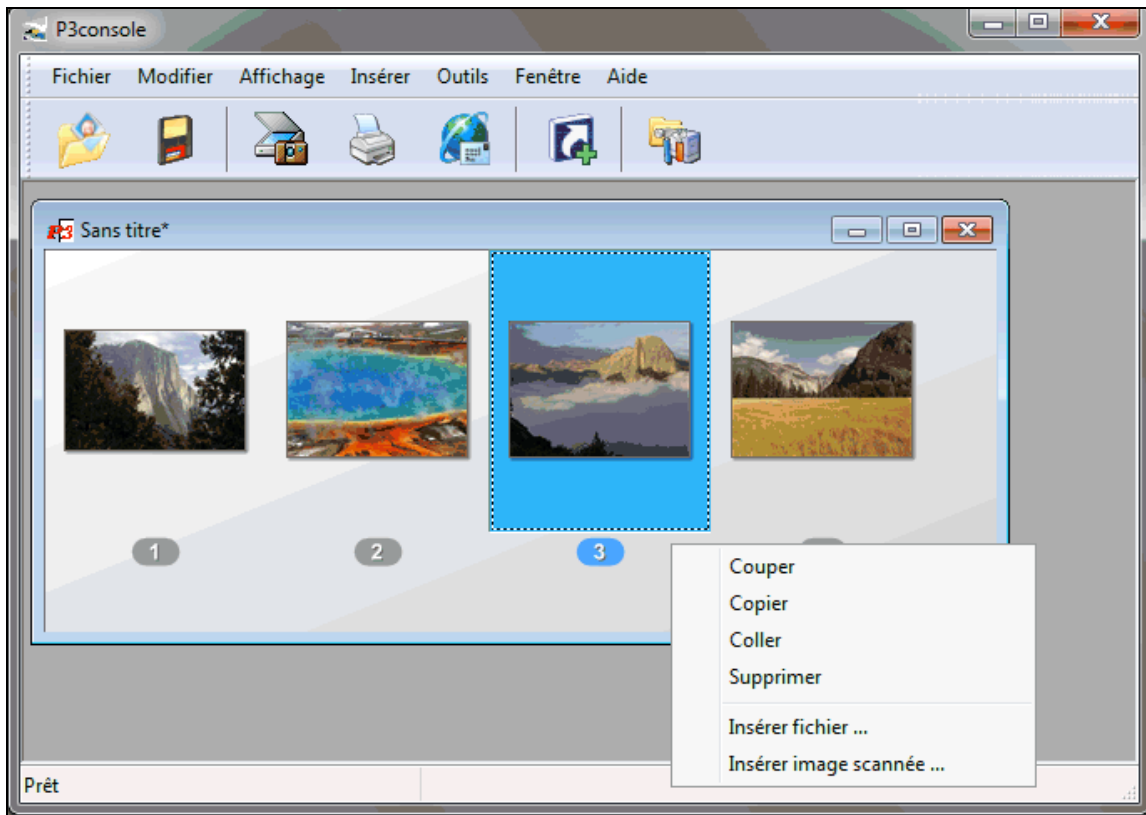 P3console
Fichier Modifier Affichage Insérer Outils Fenêtre Aide
P3 Sans titre*
1 2 3
Couper
Copier
Coller
Supprimer
Insérer fichier ...
Insérer image scannée ...
Prêt